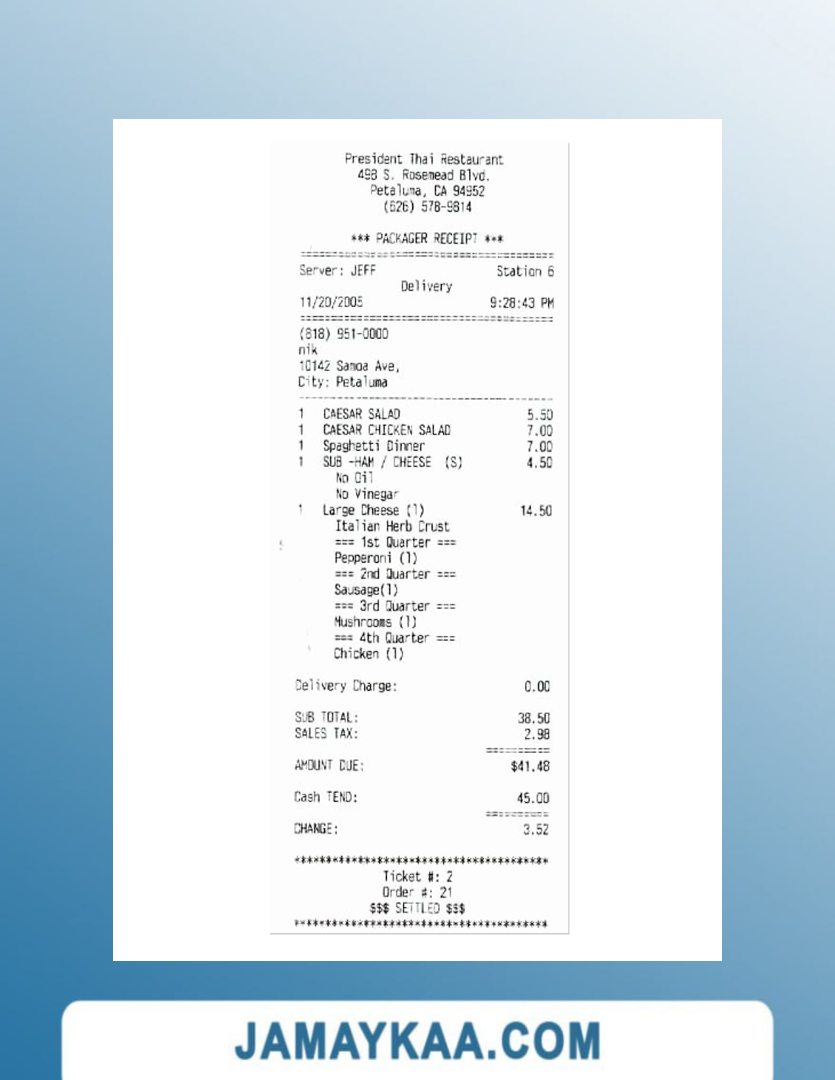 President Thai Restaurant
498 S. Rosemead Blvd.
Petaluma, CA 94952
(626) 578-9814
*** PACKAGER RECEIPT ***
======================================
Server: JEFF Station 6
Delivery
11/20/2005 9:28:43 PM
======================================
(818) 951-0000
nik
10142 Samoa Ave,
City: Petaluma
--------------------------------------
1 CAESAR SALAD 5.50
1 CAESAR CHICKEN SALAD 7.00
1 Spaghetti Dinner 7.00
1 SUB -HAM / CHEESE (S) 4.50
No Oil
No Vinegar
1 Large Cheese (1) 14.50
Italian Herb Crust
=== 1st Quarter ===
Pepperoni (1)
=== 2nd Quarter ===
Sausage(1)
=== 3rd Quarter ===
Mushrooms (1)
=== 4th Quarter ===
Chicken (1)
Delivery Charge: 0.00
SUB TOTAL: 38.50
SALES TAX: 2.98
==========
AMOUNT DUE: $41.48
Cash TEND: 45.00
==========
CHANGE: 3.52
****************************************
Ticket #: 2
Order #: 21
$$$ SETTLED $$$
****************************************
JAMAYKAA.COM